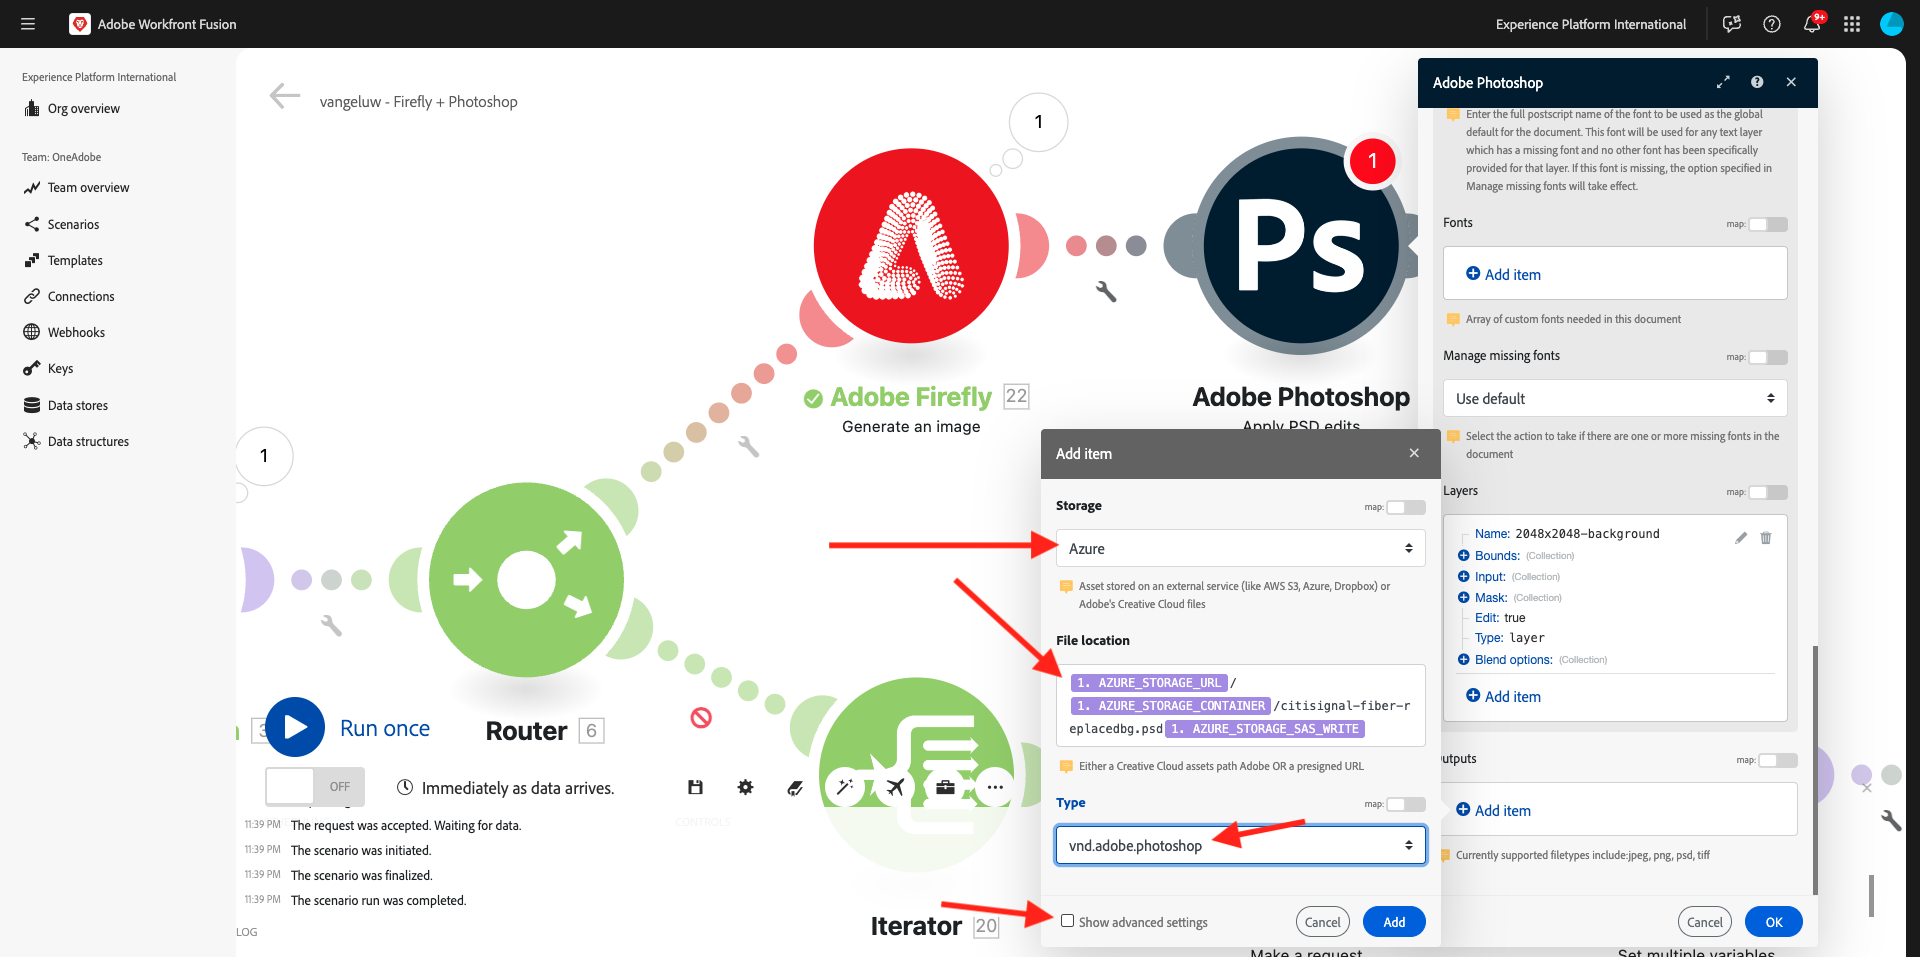 Adobe Workfront Fusion
Experience Platform International
9+
Experience Platform International
Org overview
Team: OneAdobe
Team overview
Scenarios
Templates
Connections
Webhooks
Keys
Data stores
Data structures
vangeluw - Firefly + Photoshop
1
1
Ps
Adobe Firefly 22
Generate an image
Adobe Photoshop
Apply PSD edits
1
Router 6
Run once
OFF
Immediately as data arrives.
CONTROLS
11:39 PM The request was accepted. Waiting for data.
11:39 PM The scenario was initiated.
11:39 PM The scenario was finalized.
11:39 PM The scenario run was completed.
LOG
Iterator 20
Add item
Storage map:
Azure
Asset stored on an external service (like AWS S3, Azure, Dropbox) or
Adobe's Creative Cloud files
File location
1. AZURE_STORAGE_URL /
1. AZURE_STORAGE_CONTAINER /citisignal-fiber-r
eplacedbg.psd 1. AZURE_STORAGE_SAS_WRITE
Either a Creative Cloud assets path Adobe OR a presigned URL
Type map:
vnd.adobe.photoshop
Show advanced settings
Cancel
Add
Adobe Photoshop
Enter the full postscript name of the font to be used as the global
default for the document. This font will be used for any text layer
which has a missing font and no other font has been specifically
provided for that layer. If this font is missing, the option specified in
Manage missing fonts will take effect.
Fonts map:
Add item
Array of custom fonts needed in this document
Manage missing fonts map:
Use default
Select the action to take if there are one or more missing fonts in the
document
Layers map:
Name: 2048x2048-background
Bounds: (Collection)
Input: (Collection)
Mask: (Collection)
Edit: true
Type: layer
Blend options: (Collection)
Add item
utputs map:
Add item
Currently supported filetypes include:jpeg, png, psd, tiff
Cancel
OK
Make a request
Set multiple variables